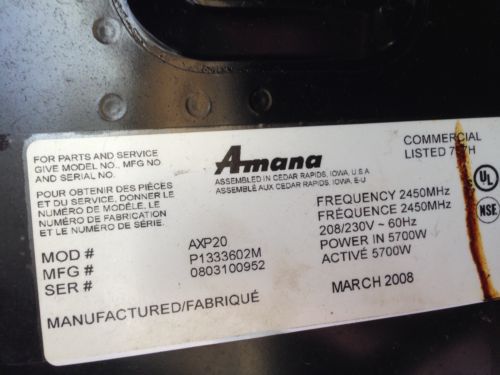 FOR PARTS AND SERVICE
GIVE MODEL NO., MFG NO.
AND SERIAL NO.
POUR OBTENIR DES PIÈCES
ET DU SERVICE, DONNER LE
NUMÉRO DE MODÈLE, LE
NUMÉRO DE FABRICATION
ET LE NUMÉRO DE SÉRIE.
MOD # AXP20
MFG # P1333602M
SER # 0803100952
MANUFACTURED/FABRIQUÉ
Amana
ASSEMBLED IN CEDAR RAPIDS, IOWA, U.S.A
ASSEMBLÉ AUX CEDAR RAPIDS, IOWA, E-U
FREQUENCY 2450MHz
FRÉQUENCE 2450MHz
208/230V ~ 60Hz
POWER IN 5700W
ACTIVÉ 5700W
MARCH 2008
COMMERCIAL
LISTED
UL
NSF